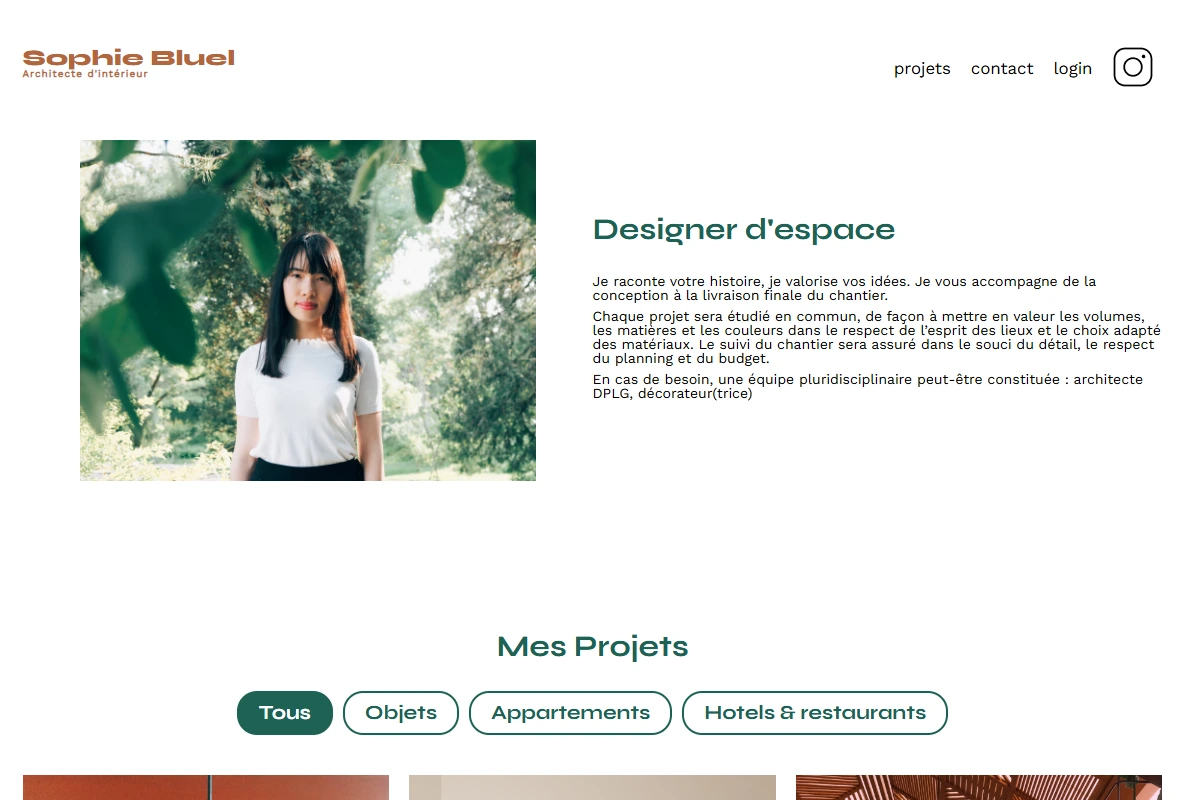 Sophie Bluel
Architecte d'intérieur
projets contact login
Designer d'espace
Je raconte votre histoire, je valorise vos idées. Je vous accompagne de la
conception à la livraison finale du chantier.
Chaque projet sera étudié en commun, de façon à mettre en valeur les volumes,
les matières et les couleurs dans le respect de l’esprit des lieux et le choix adapté
des matériaux. Le suivi du chantier sera assuré dans le souci du détail, le respect
du planning et du budget.
En cas de besoin, une équipe pluridisciplinaire peut-être constituée : architecte
DPLG, décorateur(trice)
Mes Projets
Tous Objets Appartements Hotels & restaurants